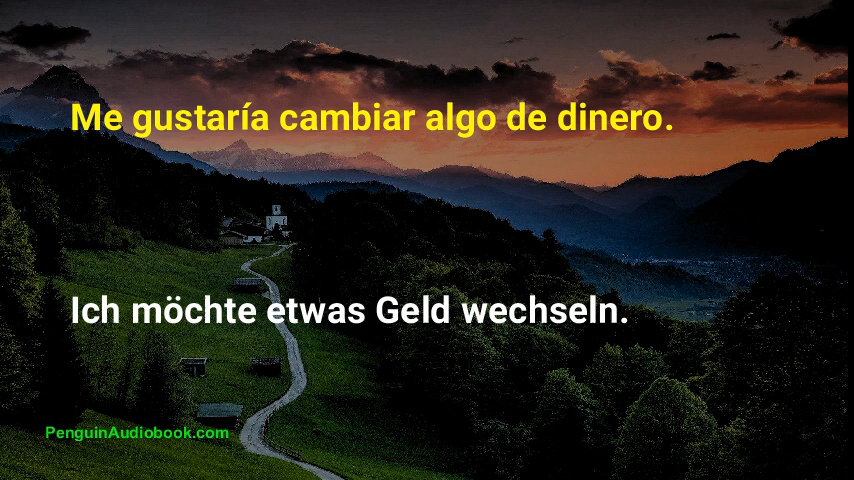 Me gustaría cambiar algo de dinero.
Ich möchte etwas Geld wechseln.
PenguinAudiobook.com